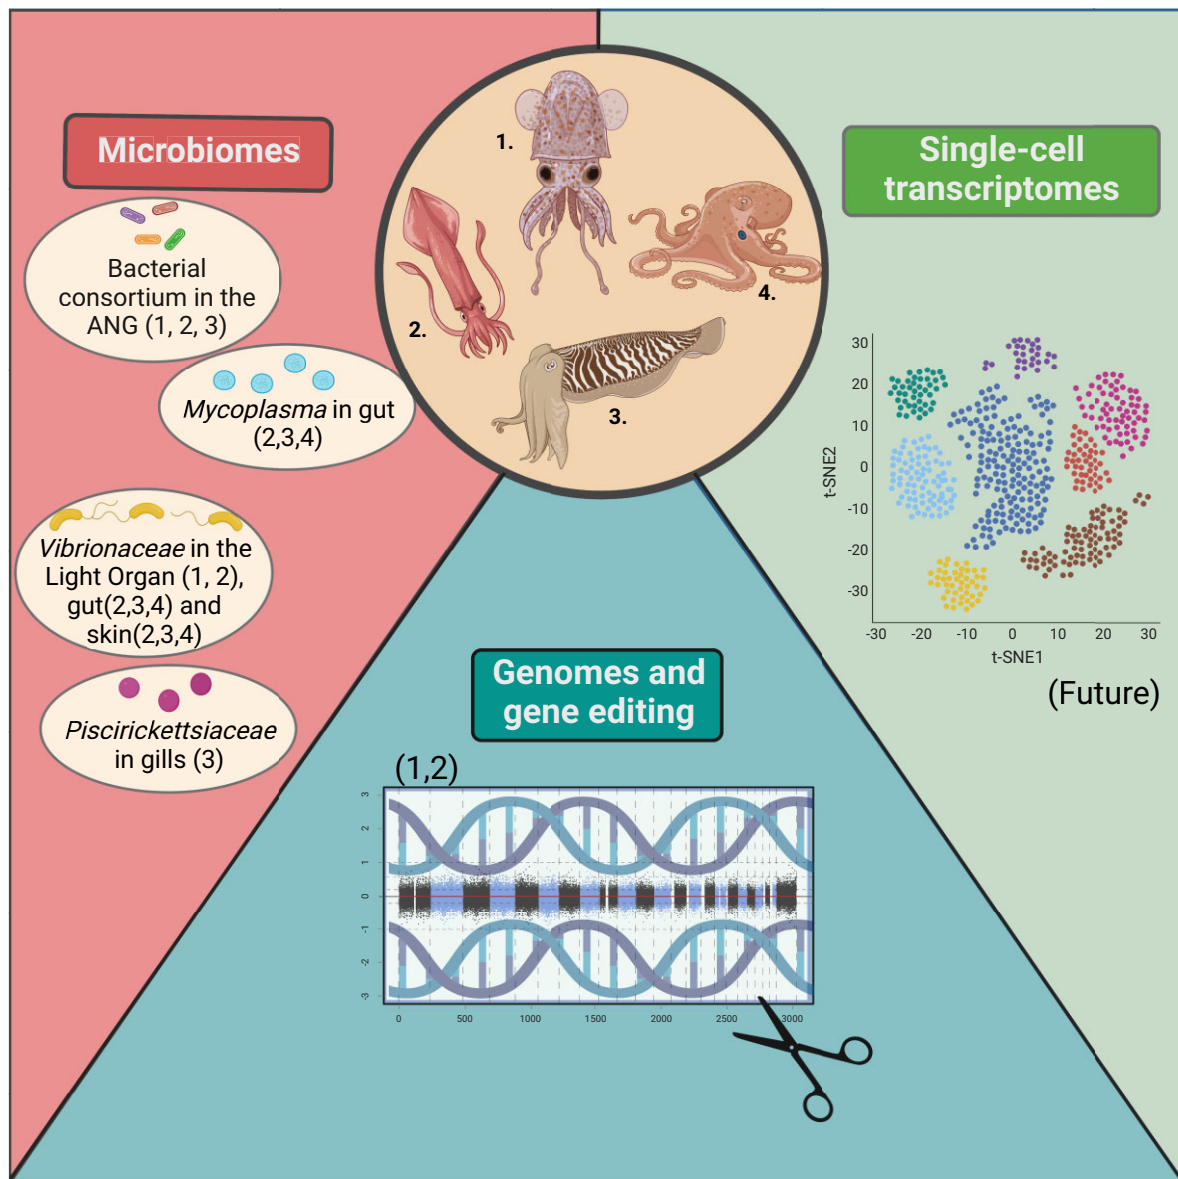 Microbiomes
Bacterial
consortium in the
ANG (1, 2, 3)
Mycoplasma in gut
(2,3,4)
Vibrionaceae in the
Light Organ (1, 2),
gut(2,3,4) and
skin(2,3,4)
Piscirickettsiaceae
in gills (3)
1.
2.
3.
4.
Single-cell
transcriptomes
t-SNE2
30
20
10
0
-10
-20
-30
-30 -20 -10 0 10 20 30
t-SNE1
(Future)
Genomes and
gene editing
(1,2)
3
2
1
0
-1
-2
-3
0 500 1000 1500 2000 2500 3000